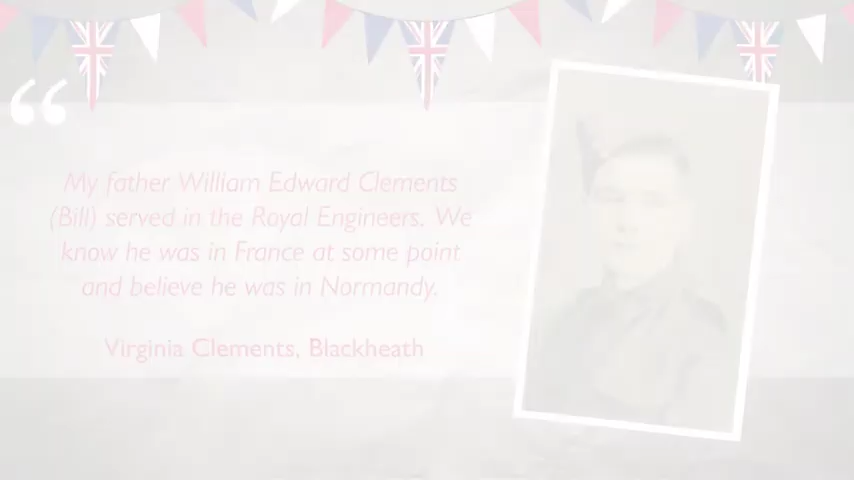 “
My father William Edward Clements
(Bill) served in the Royal Engineers. We
know he was in France at some point
and believe he was in Normandy.
Virginia Clements, Blackheath